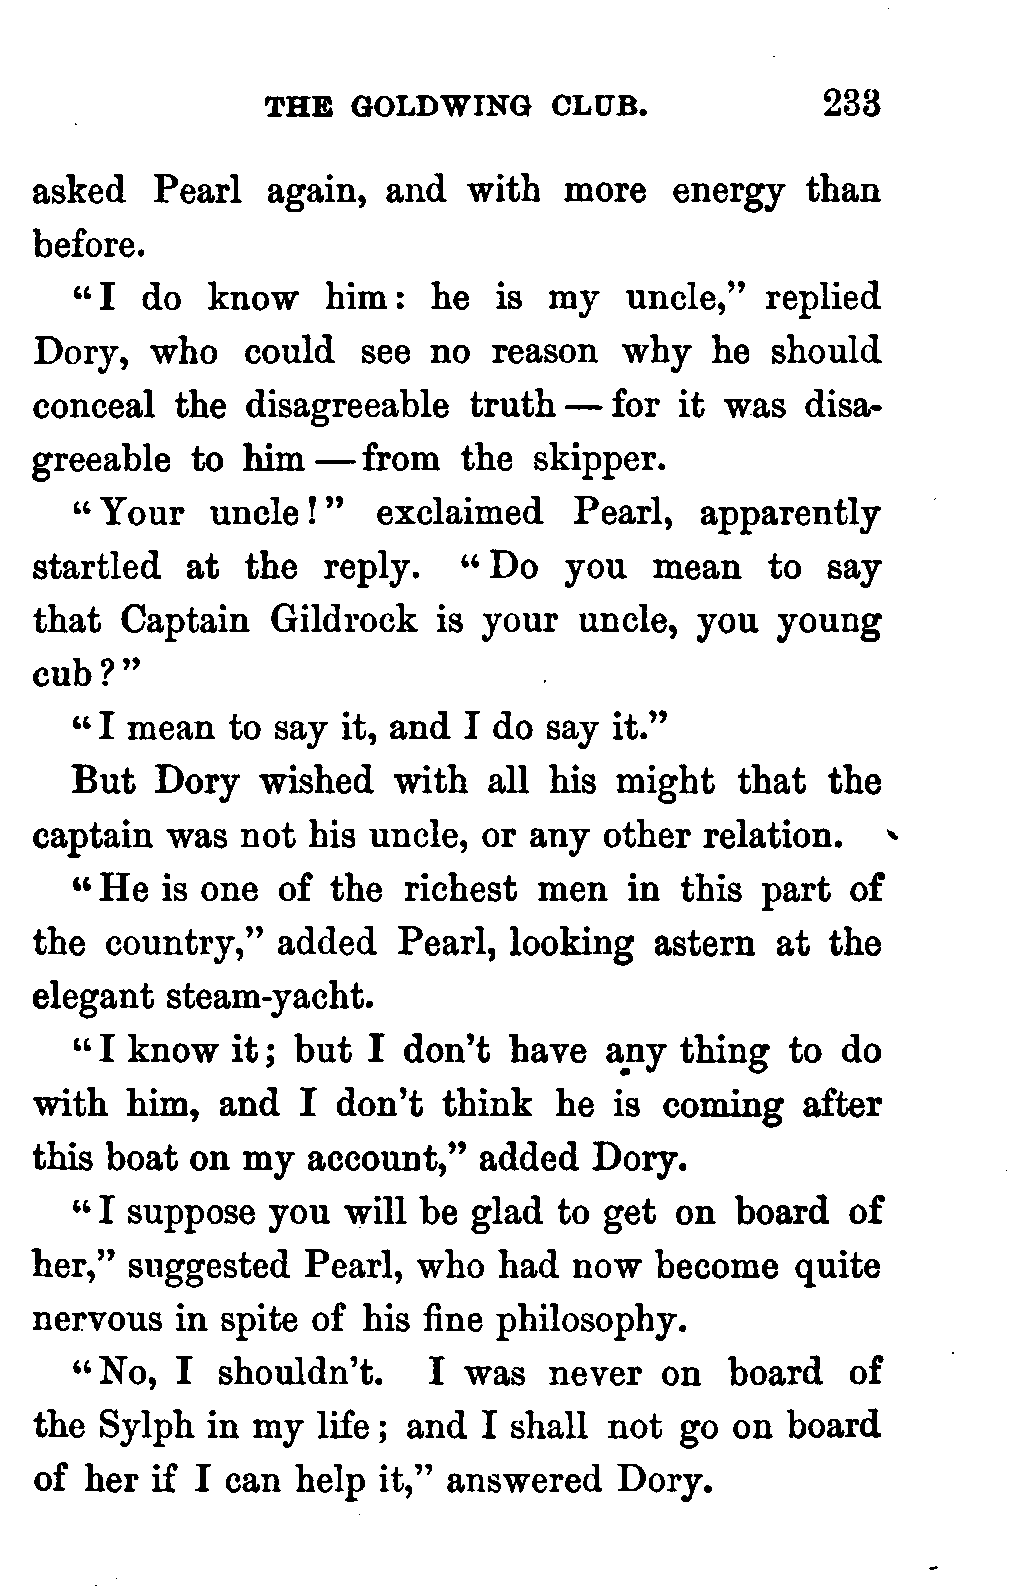 THE GOLDWING CLUB. 233
asked Pearl again, and with more energy than
before.
"I do know him: he is my uncle," replied
Dory, who could see no reason why he should
conceal the disagreeable truth — for it was disa-
greeable to him — from the skipper.
"Your uncle!" exclaimed Pearl, apparently
startled at the reply. "Do you mean to say
that Captain Gildrock is your uncle, you young
cub?"
"I mean to say it, and I do say it."
But Dory wished with all his might that the
captain was not his uncle, or any other relation.
"He is one of the richest men in this part of
the country," added Pearl, looking astern at the
elegant steam-yacht.
"I know it; but I don't have any thing to do
with him, and I don't think he is coming after
this boat on my account," added Dory.
"I suppose you will be glad to get on board of
her," suggested Pearl, who had now become quite
nervous in spite of his fine philosophy.
"No, I shouldn't. I was never on board of
the Sylph in my life; and I shall not go on board
of her if I can help it," answered Dory.